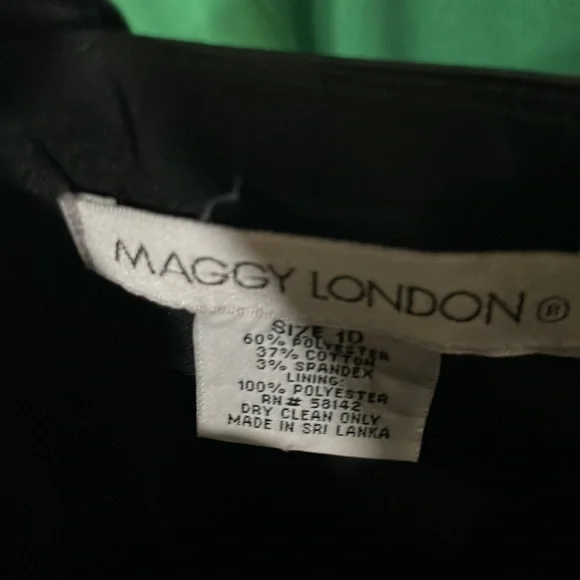 MAGGY LONDON ®
SIZE 10
60% POLYESTER
37% COTTON
3% SPANDEX
LINING:
100% POLYESTER
RN# 58142
DRY CLEAN ONLY
MADE IN SRI LANKA